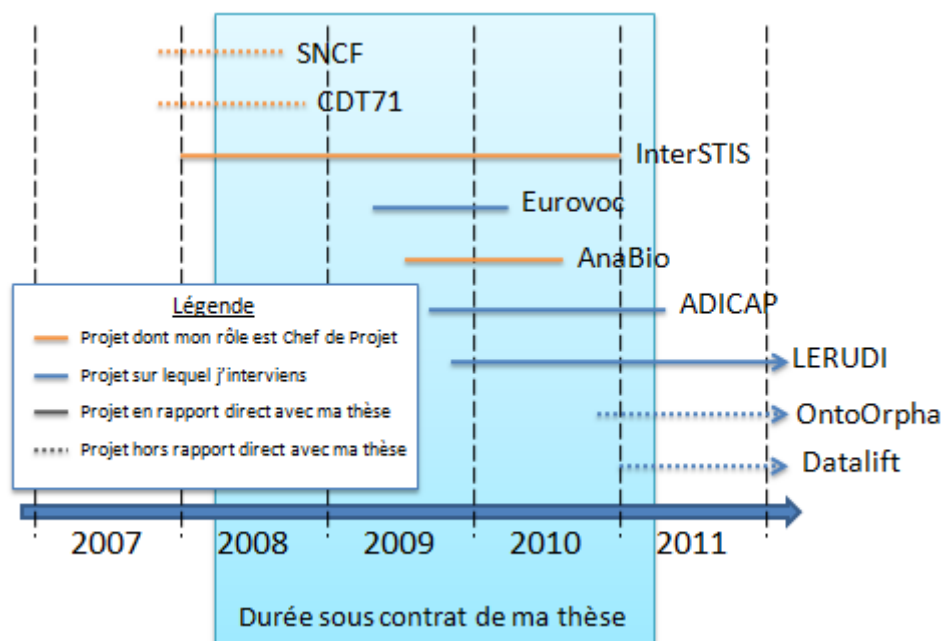 SNCF
CDT71
InterSTIS
Eurovoc
AnaBio
ADICAP
LERUDI
OntoOrpha
Datalift
Légende
Projet dont mon rôle est Chef de Projet
Projet sur lequel j'interviens
Projet en rapport direct avec ma thèse
Projet hors rapport direct avec ma thèse
2007 2008 2009 2010 2011
Durée sous contrat de ma thèse